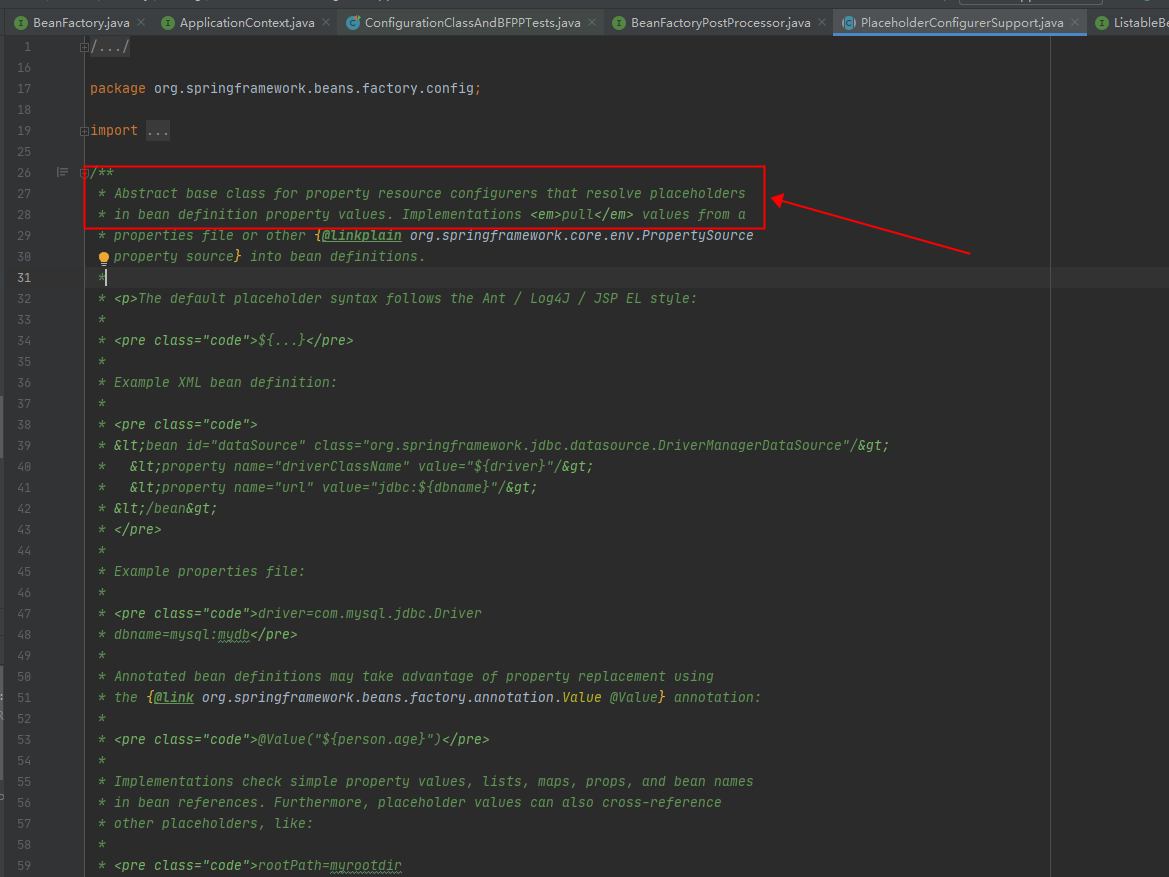 BeanFactory.java
ApplicationContext.java
ConfigurationClassAndBFPPTests.java
BeanFactoryPostProcessor.java
PlaceholderConfigurerSupport.java
ListableBe
1 /.../
16
17 package org.springframework.beans.factory.config;
18
19 import ...
25
26 /**
27 * Abstract base class for property resource configurers that resolve placeholders
28 * in bean definition property values. Implementations <em>pull</em> values from a
29 * properties file or other {@linkplain org.springframework.core.env.PropertySource
30 property source} into bean definitions.
31 *
32 * <p>The default placeholder syntax follows the Ant / Log4J / JSP EL style:
33 *
34 * <pre class="code">${...}</pre>
35 *
36 * Example XML bean definition:
37 *
38 * <pre class="code">
39 * &lt;bean id="dataSource" class="org.springframework.jdbc.datasource.DriverManagerDataSource"/&gt;
40 *   &lt;property name="driverClassName" value="${driver}"/&gt;
41 *   &lt;property name="url" value="jdbc:${dbname}"/&gt;
42 * &lt;/bean&gt;
43 * </pre>
44 *
45 * Example properties file:
46 *
47 * <pre class="code">driver=com.mysql.jdbc.Driver
48 * dbname=mysql:mydb</pre>
49 *
50 * Annotated bean definitions may take advantage of property replacement using
51 * the {@link org.springframework.beans.factory.annotation.Value @Value} annotation:
52 *
53 * <pre class="code">@Value("${person.age}")</pre>
54 *
55 * Implementations check simple property values, lists, maps, props, and bean names
56 * in bean references. Furthermore, placeholder values can also cross-reference
57 * other placeholders, like:
58 *
59 * <pre class="code">rootPath=myrootdir